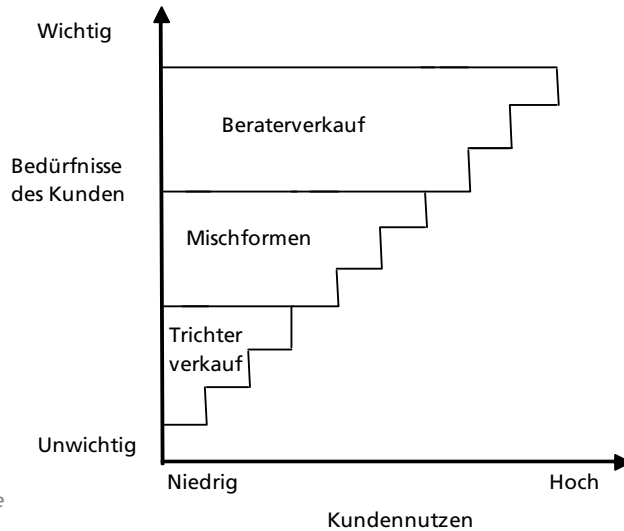 Wichtig
Beraterverkauf
Bedürfnisse
des Kunden
Mischformen
Trichter
verkauf
Unwichtig
Niedrig
Hoch
e
Kundennutzen